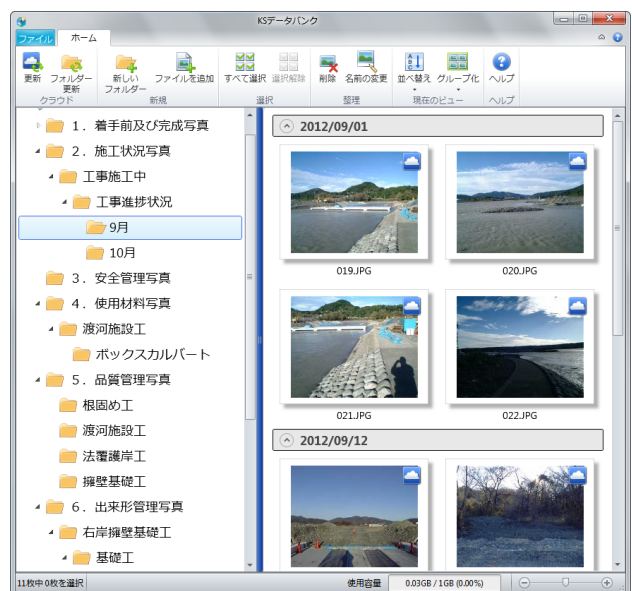 KSデータバンク
ファイル ホーム
更新 フォルダー更新 新しいフォルダー ファイルを追加 すべて選択 選択解除 削除 名前の変更 並べ替え グループ化 ヘルプ
クラウド 新規 選択 整理 現在のビュー ヘルプ
1．着手前及び完成写真
2．施工状況写真
工事施工中
工事進捗状況
9月
10月
3．安全管理写真
4．使用材料写真
渡河施設工
ボックスカルバート
5．品質管理写真
根固め工
渡河施設工
法覆護岸工
擁壁基礎工
6．出来形管理写真
右岸擁壁基礎工
基礎工
2012/09/01
019.JPG 020.JPG
021.JPG 022.JPG
2012/09/12
11枚中 0枚を選択 使用容量 0.03GB / 1GB (0.00%)